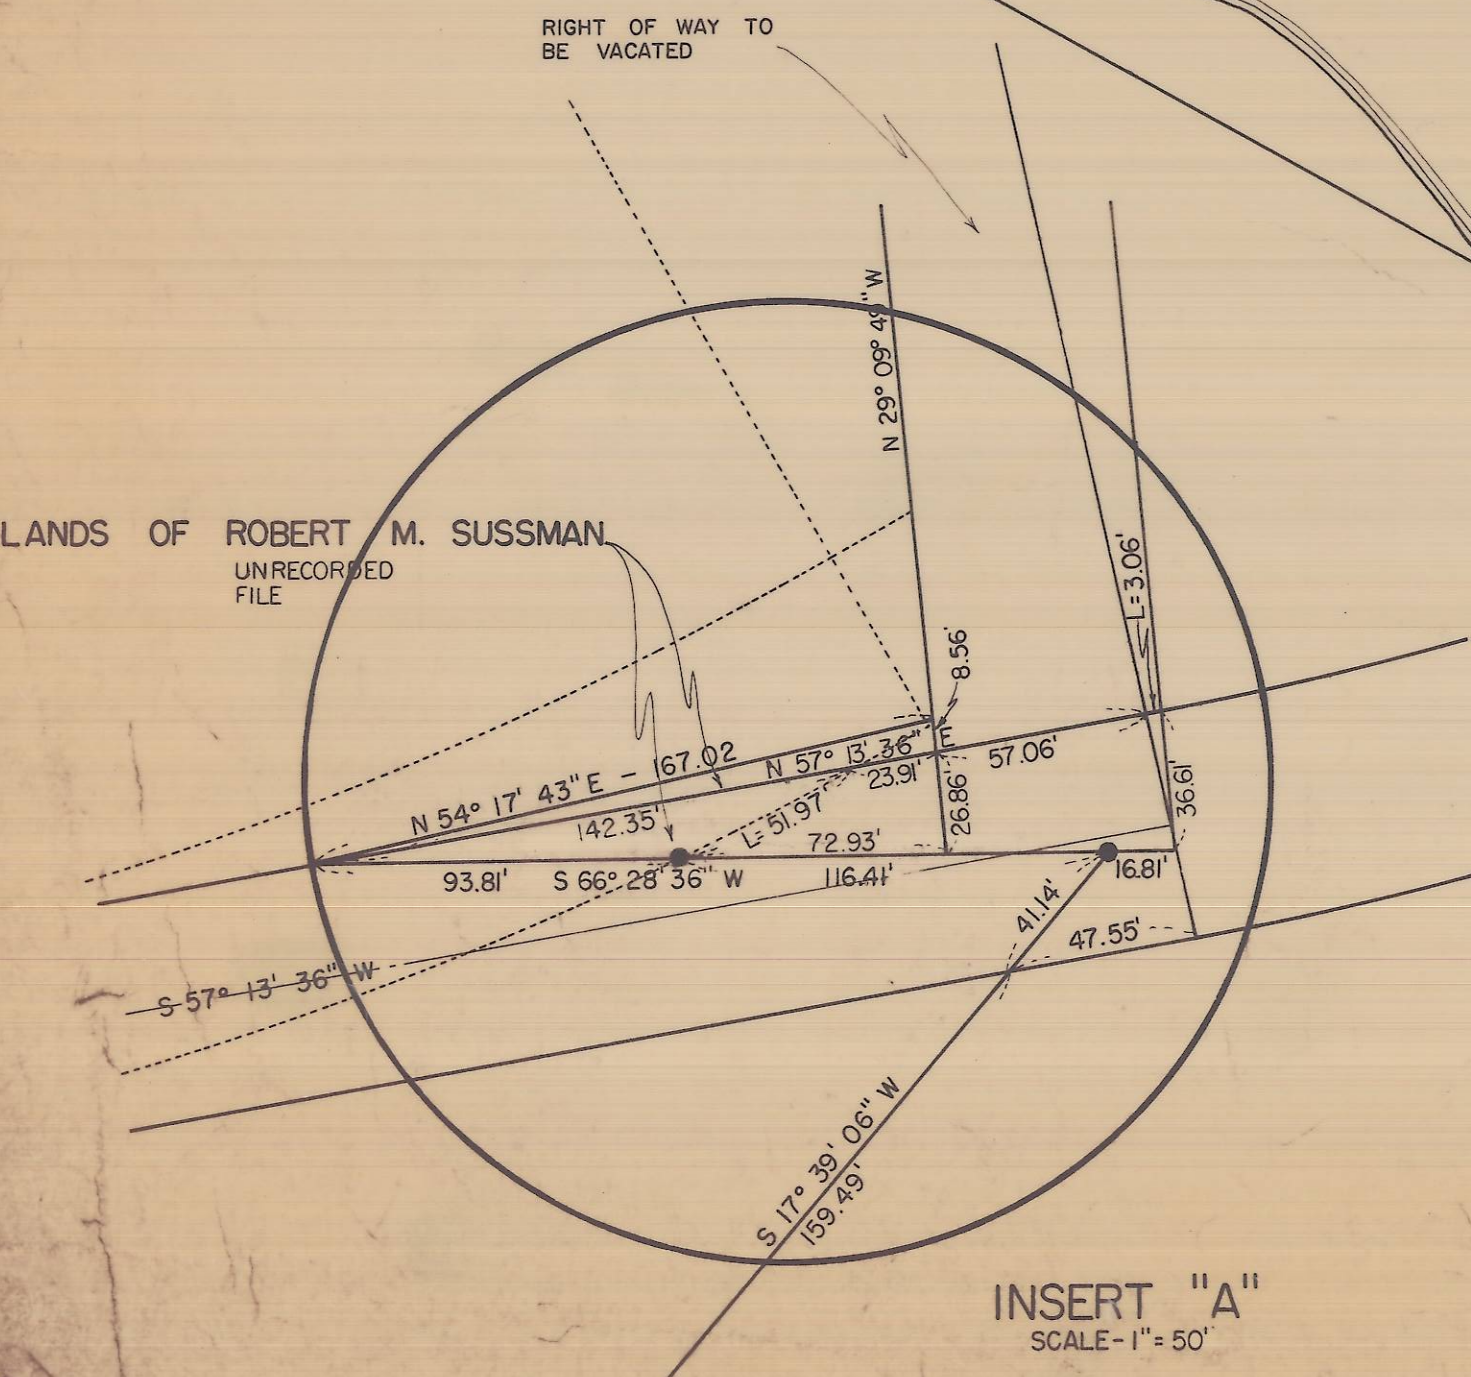 RIGHT OF WAY TO
BE VACATED
N 29° 09' 49" W
LANDS OF ROBERT M. SUSSMAN
UNRECORDED
FILE
L=3.06'
8.56'
N 54° 17' 43" E - 167.02
N 57° 13' 36" E
57.06'
23.91'
142.35'
L=51.97'
26.86'
36.61'
72.93'
93.81'
S 66° 28' 36" W
116.41'
16.81'
41.14'
47.55'
S 57° 13' 36" W
S 17° 39' 06" W
159.49'
INSERT "A"
SCALE-1"=50'